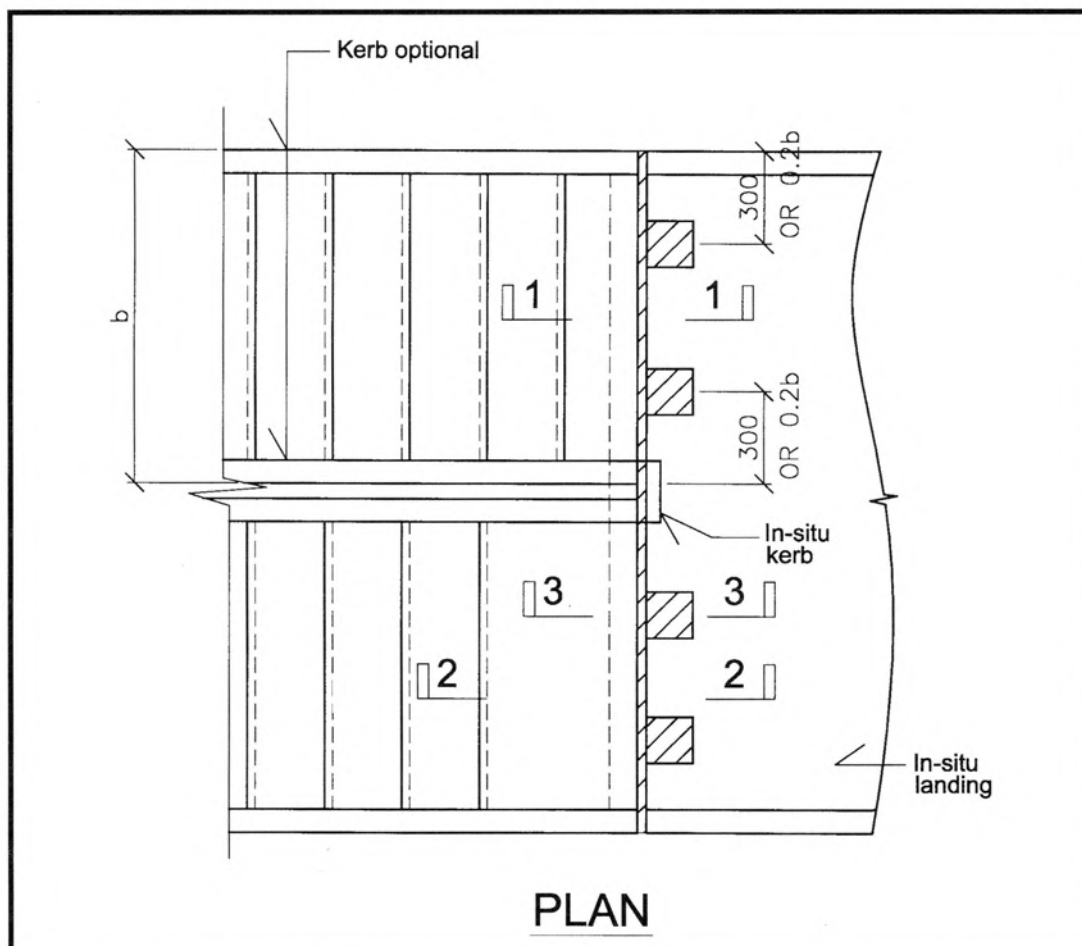 Kerb optional
b
300
OR 0.2b
1
1
300
OR 0.2b
In-situ
kerb
3
3
2
2
In-situ
landing
PLAN